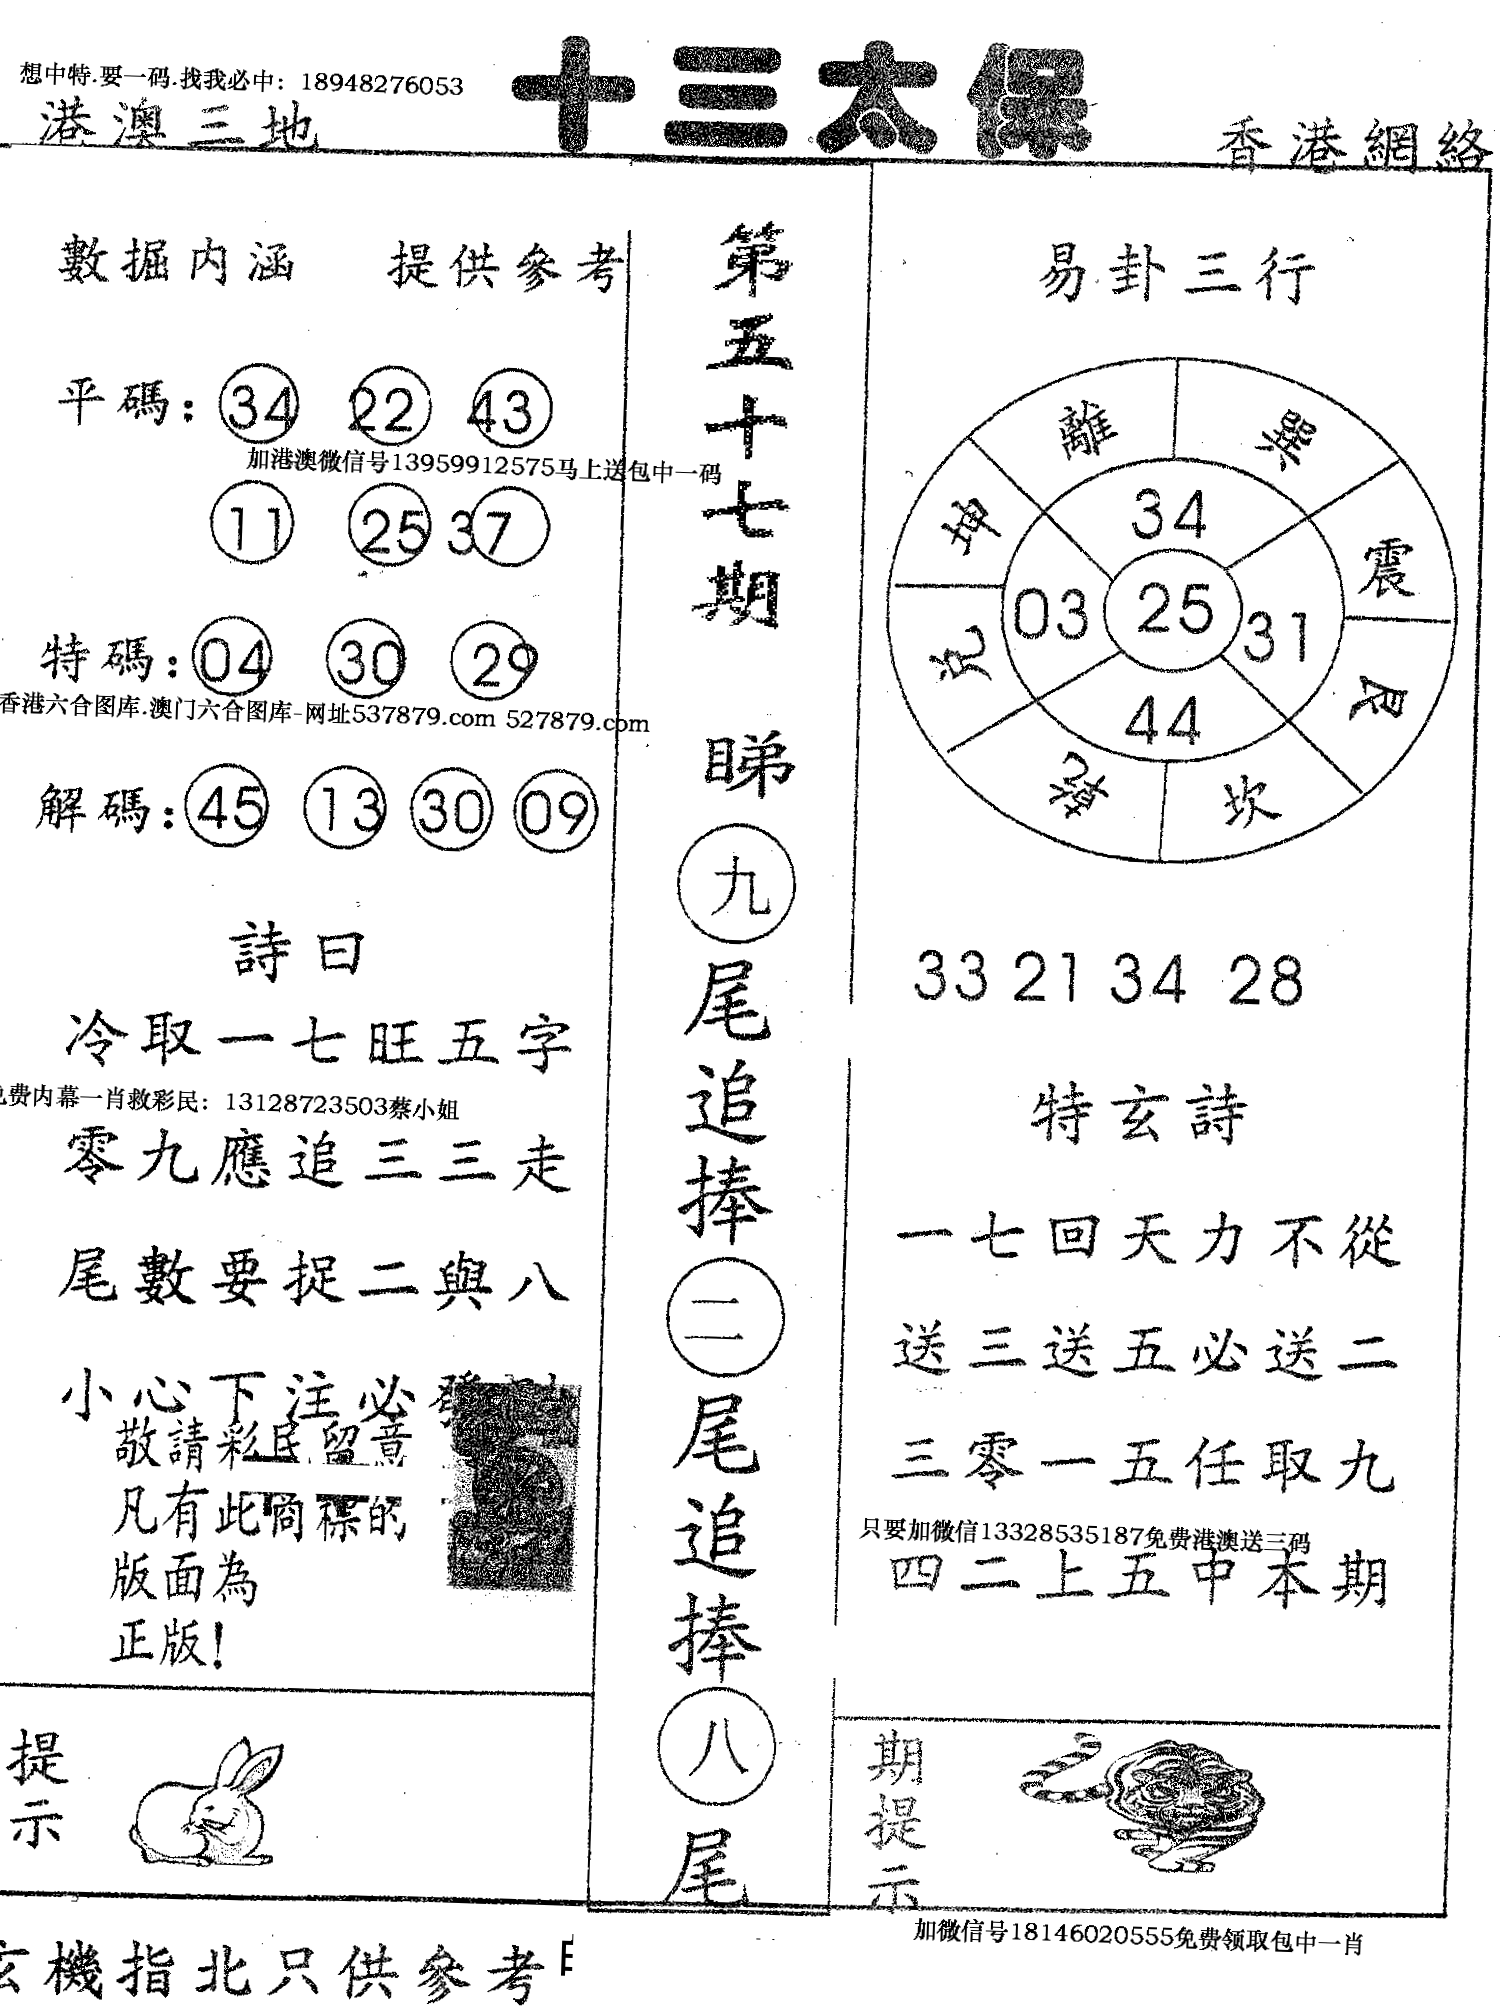 想中特.要一码.找我必中：18948276053
十三太保
港澳三地
香港網絡
數掘内涵 提供參考
平碼：34 22 43
加港澳微信号13959912575马上送包中一码
11 25 37
特碼：04 30 29
香港六合图库.澳门六合图库-网址537879.com 527879.com
解碼：45 13 30 09
詩曰
冷取一七旺五字
费内幕一肖救彩民：13128723503蔡小姐
零九應追三三走
尾數要捉二與八
小心下注必
敬請彩民留意
凡有此商標的
版面為
正版！
提示
第五十七期
睇九尾追捧二尾追捧八尾
易卦三行
離 巽
坤 34 震
兑 03 25 31 艮
44
乾 坎
33 21 34 28
特玄詩
一七回天力不從
送三送五必送二
三零一五任取九
只要加微信13328535187免费港澳送三码
四二上五中本期
期提示
加微信号18146020555免费领取包中一肖
玄機指北只供參考